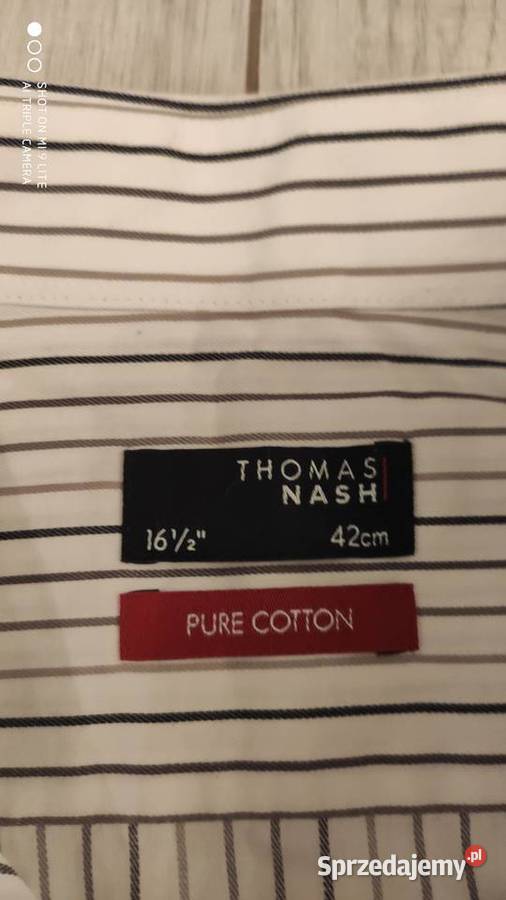 SHOT ON MI 9 LITE
AI TRIPLE CAMERA
THOMAS
NASH
16½" 42cm
PURE COTTON
Sprzedajemy.pl